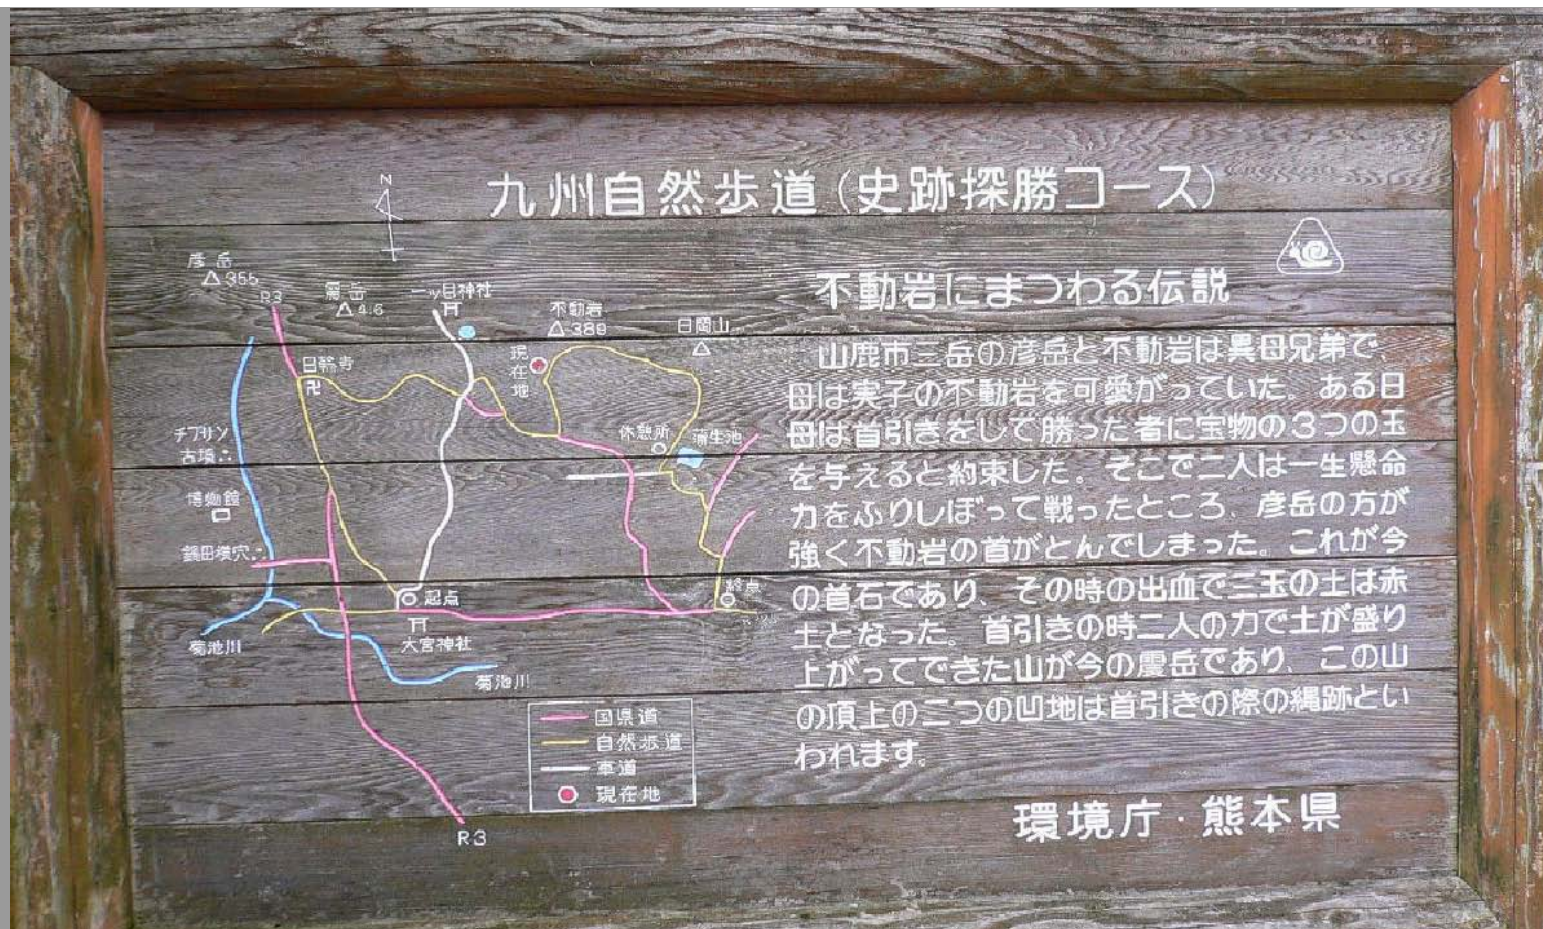 九州自然歩道(史跡探勝コース)
N
彦岳
△355
R3
震岳
△416
一ッ目神社
不動岩
△389
日岡山
△
現在地
日輪寺
卍
チブサン
古墳
休憩所
蒲生池
博物館
鍋田横穴
起点
大宮神社
終点
菊池川
菊池川
国県道
自然歩道
車道
現在地
R3
不動岩にまつわる伝説
山鹿市三岳の彦岳と不動岩は異母兄弟で、
母は実子の不動岩を可愛がっていた。ある日
母は首引きをして勝った者に宝物の3つの玉
を与えると約束した。そこで二人は一生懸命
力をふりしぼって戦ったところ、彦岳の方が
強く不動岩の首がとんでしまった。これが今
の首石であり、その時の出血で三玉の土は赤
土となった。首引きの時二人の力で土が盛り
上がってできた山が今の震岳であり、この山
の頂上の二つの凹地は首引きの際の縄跡とい
われます。
環境庁・熊本県